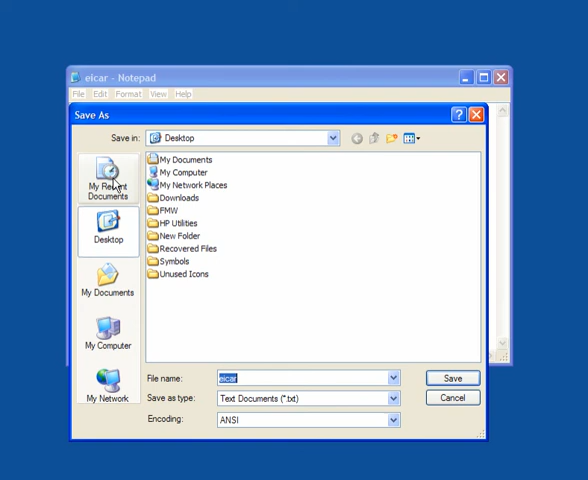 eicar - Notepad
File Edit Format View Help
Save As
Save in: Desktop
My Recent
Documents
Desktop
My Documents
My Computer
My Network
My Documents
My Computer
My Network Places
Downloads
FMW
HP Utilities
New Folder
Recovered Files
Symbols
Unused Icons
File name: eicar Save
Save as type: Text Documents (*.txt) Cancel
Encoding: ANSI